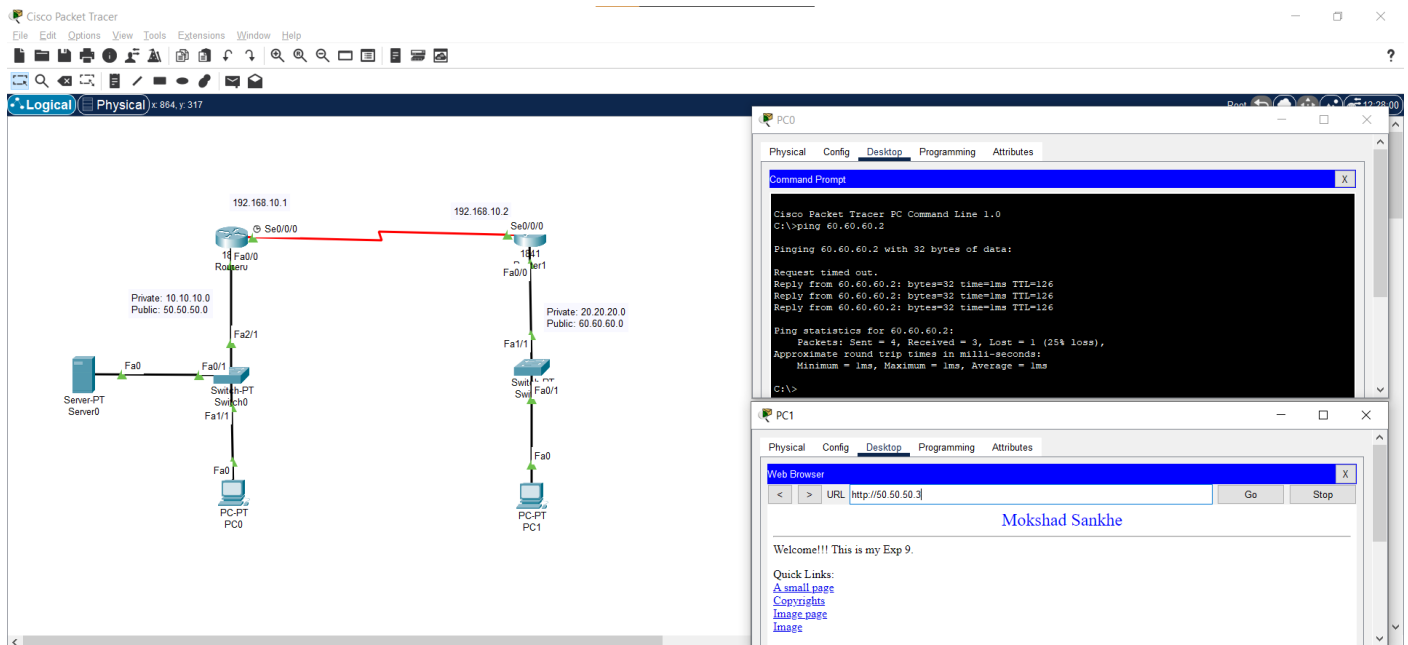 Cisco Packet Tracer
File Edit Options View Tools Extensions Window Help
?
Logical Physical x: 864, y: 317
Root 12:28:00
192.168.10.1
Se0/0/0
Fa0/0
192.168.10.2
Se0/0/0
1841
Fa0/0
Private: 10.10.10.0
Public: 50.50.50.0
Private: 20.20.20.0
Public: 60.60.60.0
Fa2/1
Fa0
Fa0/1
Server-PT
Server0
Switch-PT
Switch0
Fa1/1
Fa0
PC-PT
PC0
Fa1/1
Fa0/1
Fa0
PC-PT
PC1
PC0
Physical Config Desktop Programming Attributes
Command Prompt X
Cisco Packet Tracer PC Command Line 1.0
C:\>ping 60.60.60.2
Pinging 60.60.60.2 with 32 bytes of data:
Request timed out.
Reply from 60.60.60.2: bytes=32 time=1ms TTL=126
Reply from 60.60.60.2: bytes=32 time=1ms TTL=126
Reply from 60.60.60.2: bytes=32 time=1ms TTL=126
Ping statistics for 60.60.60.2:
Packets: Sent = 4, Received = 3, Lost = 1 (25% loss),
Approximate round trip times in milli-seconds:
Minimum = 1ms, Maximum = 1ms, Average = 1ms
C:\>
PC1
Physical Config Desktop Programming Attributes
Web Browser X
< > URL http://50.50.50.3 Go Stop
Mokshad Sankhe
Welcome!!! This is my Exp 9.
Quick Links:
A small page
Copyrights
Image page
Image